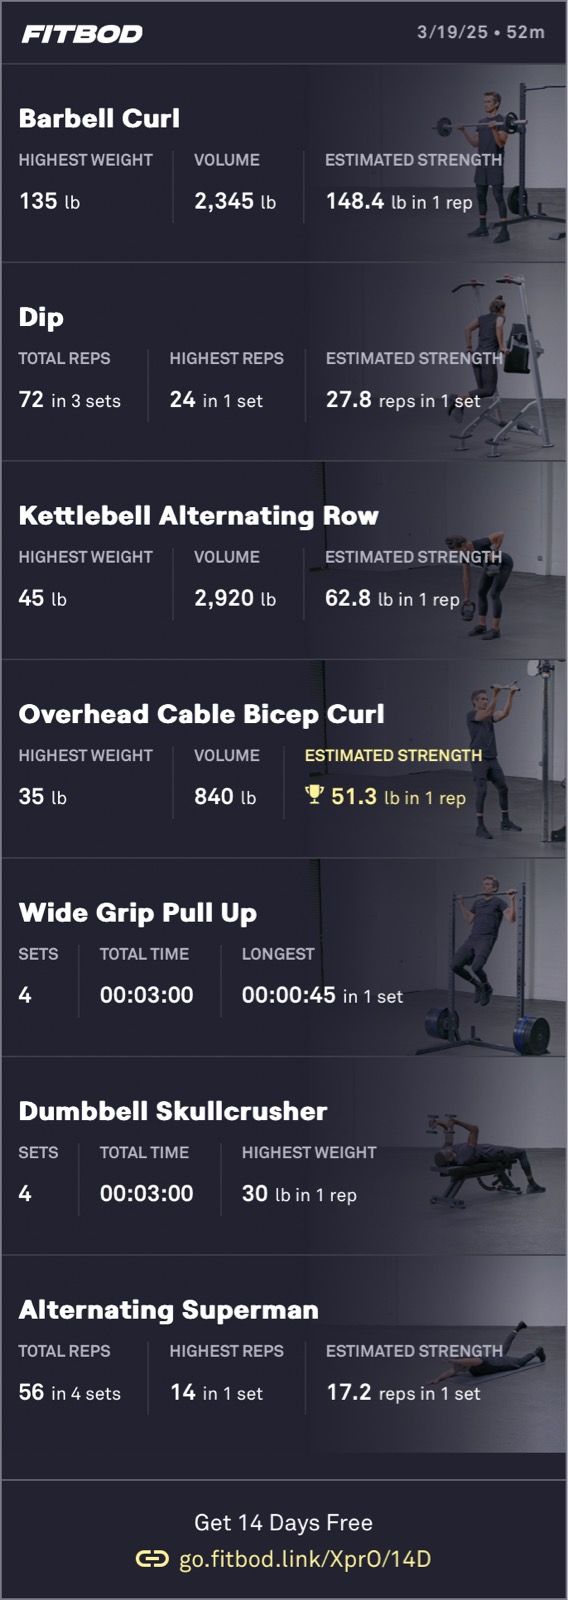 FITBOD 3/19/25 • 52m
Barbell Curl
HIGHEST WEIGHT VOLUME ESTIMATED STRENGTH
135 lb 2,345 lb 148.4 lb in 1 rep
Dip
TOTAL REPS HIGHEST REPS ESTIMATED STRENGTH
72 in 3 sets 24 in 1 set 27.8 reps in 1 set
Kettlebell Alternating Row
HIGHEST WEIGHT VOLUME ESTIMATED STRENGTH
45 lb 2,920 lb 62.8 lb in 1 rep
Overhead Cable Bicep Curl
HIGHEST WEIGHT VOLUME ESTIMATED STRENGTH
35 lb 840 lb 51.3 lb in 1 rep
Wide Grip Pull Up
SETS TOTAL TIME LONGEST
4 00:03:00 00:00:45 in 1 set
Dumbbell Skullcrusher
SETS TOTAL TIME HIGHEST WEIGHT
4 00:03:00 30 lb in 1 rep
Alternating Superman
TOTAL REPS HIGHEST REPS ESTIMATED STRENGTH
56 in 4 sets 14 in 1 set 17.2 reps in 1 set
Get 14 Days Free
go.fitbod.link/XprO/14D